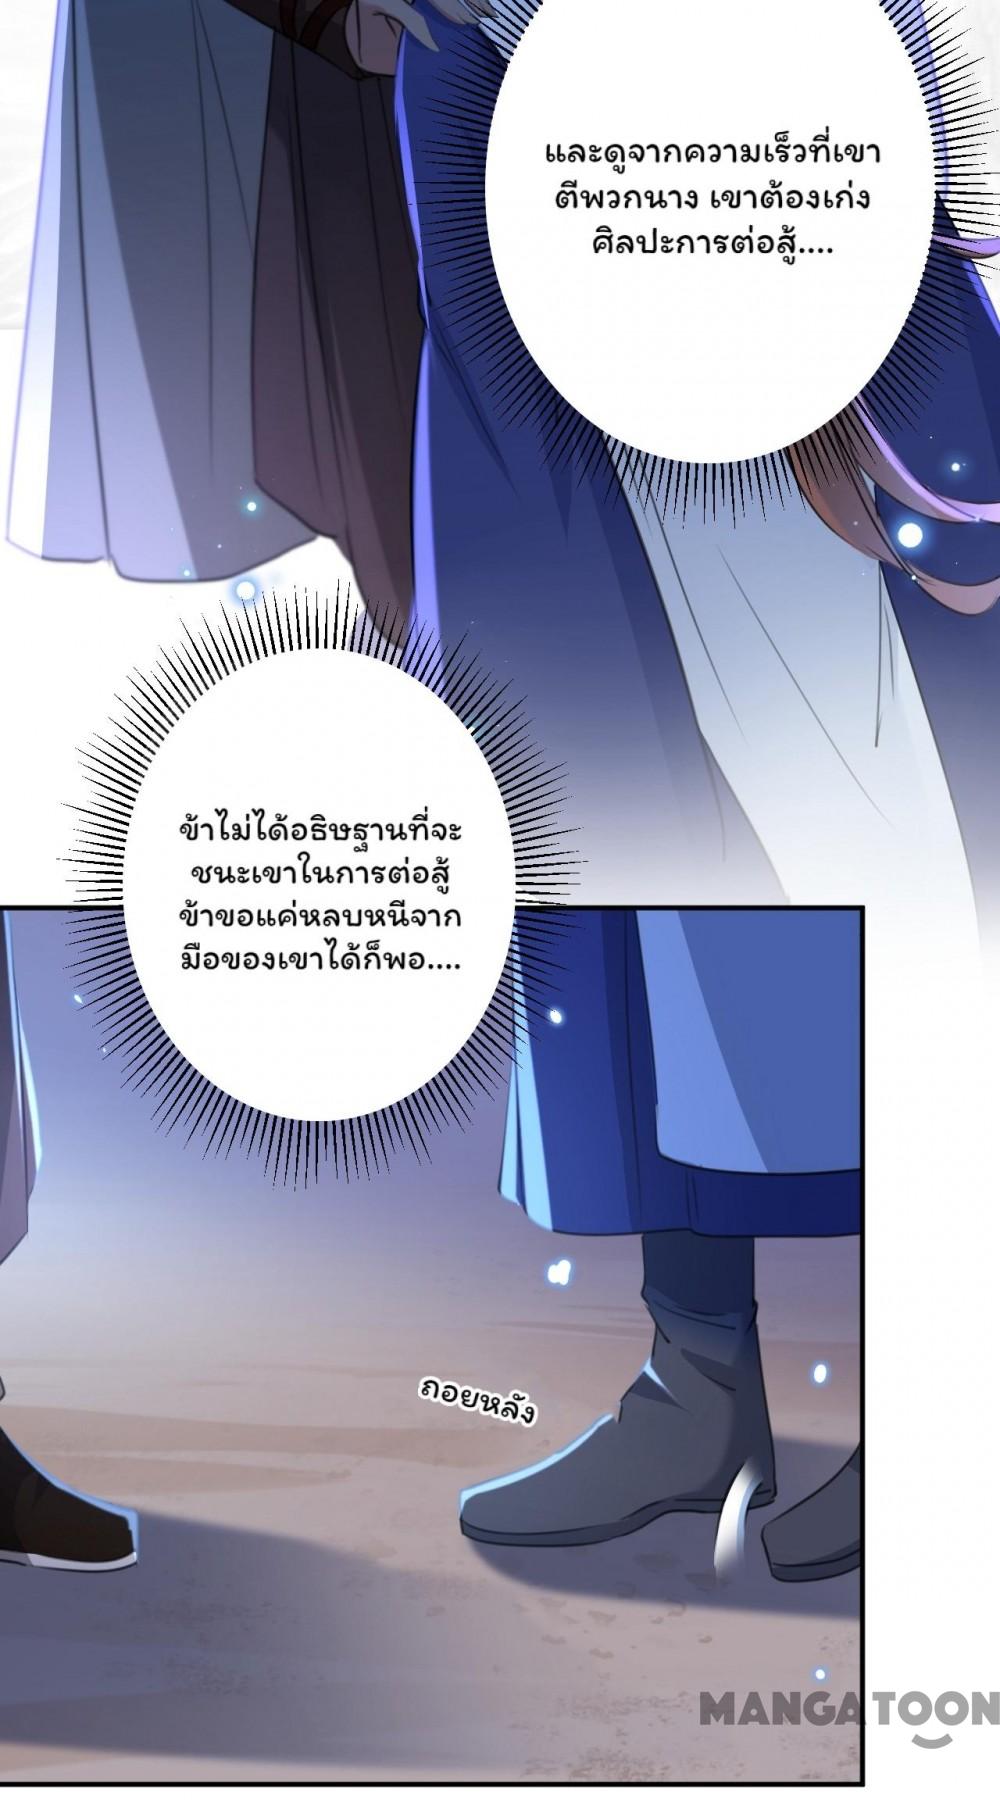 และดูจากความเร็วที่เขา
ตีพวกนาง เขาต้องเก่ง
ศิลปะการต่อสู้....
ข้าไม่ได้อธิษฐานที่จะ
ชนะเขาในการต่อสู้
ข้าขอแค่หลบหนีจาก
มือของเขาได้ก็พอ....
ถอยหลัง
MANGATOON